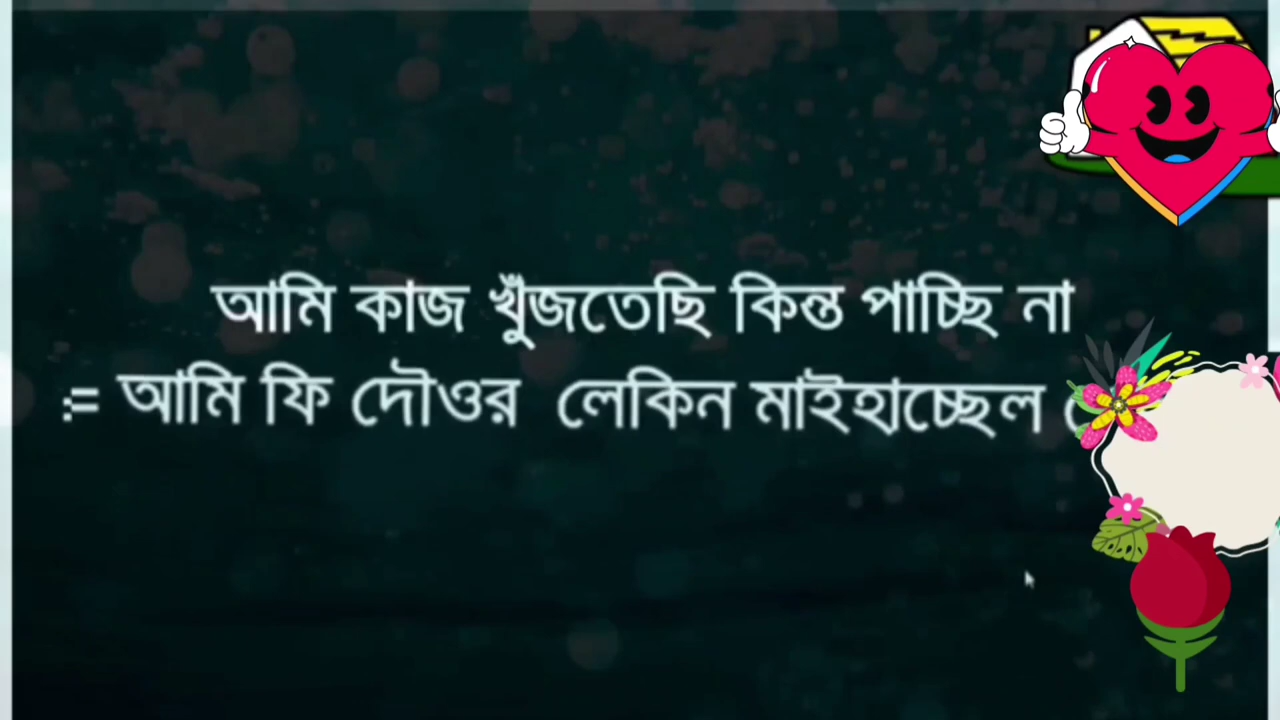 আমি কাজ খুঁজতেছি কিন্ত পাচ্ছি না
:= আমি ফি দৌওর লেকিন মাইহাচ্ছেল